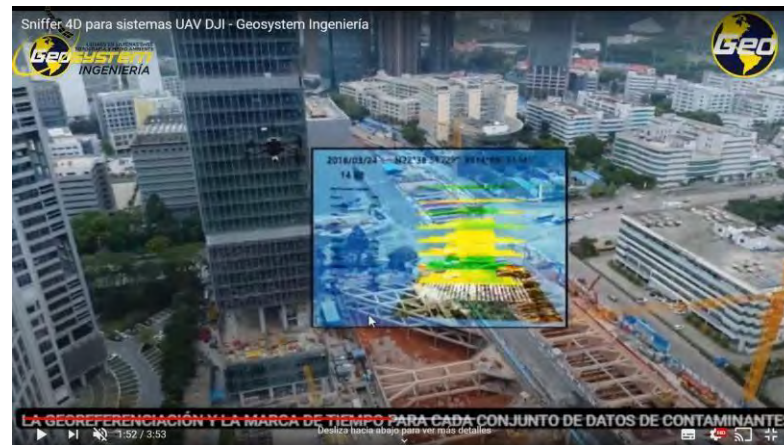 Sniffer 4D para sistemas UAV DJI - Geosystem Ingeniería
GEOSYSTEM
INGENIERÍA
Geo
2018/03/24
LA GEOREFERENCIACIÓN Y LA MARCA DE TIEMPO PARA CADA CONJUNTO DE DATOS DE CONTAMINANTE
1:52 / 3:53
Desliza hacia abajo para ver más detalles
HD